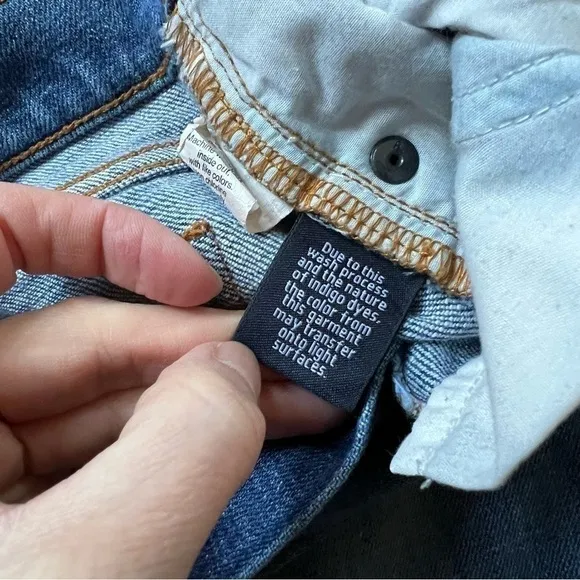 Machine
inside out
with like colors.
Due to this
wash process
and the nature
of indigo dyes,
the color from
this garment
may transfer
onto light
surfaces.